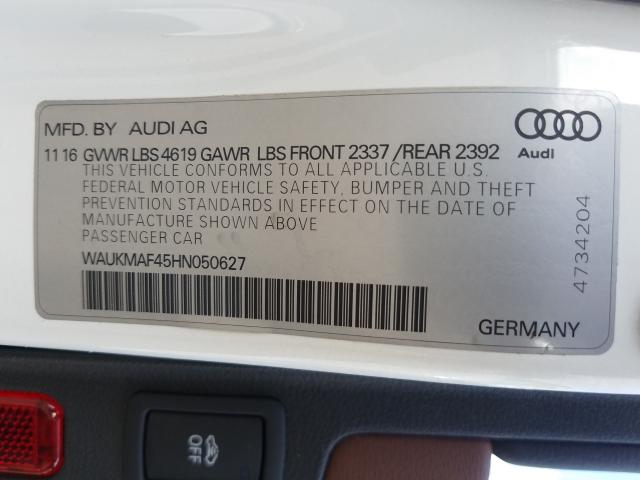 MFD. BY AUDI AG
11 16 GVWR LBS 4619 GAWR LBS FRONT 2337 /REAR 2392
Audi
THIS VEHICLE CONFORMS TO ALL APPLICABLE U.S.
FEDERAL MOTOR VEHICLE SAFETY, BUMPER AND THEFT
PREVENTION STANDARDS IN EFFECT ON THE DATE OF
MANUFACTURE SHOWN ABOVE
PASSENGER CAR
WAUKMAF45HN050627
4734204
GERMANY
OFF